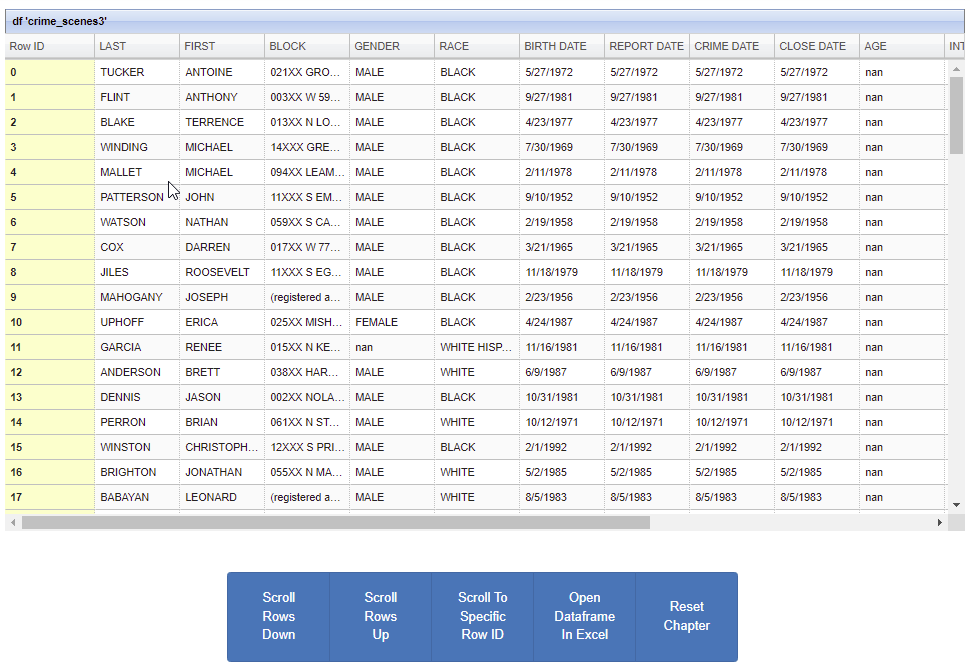 df 'crime_scenes3'
Row ID LAST FIRST BLOCK GENDER RACE BIRTH DATE REPORT DATE CRIME DATE CLOSE DATE AGE INT
0 TUCKER ANTOINE 021XX GRO... MALE BLACK 5/27/1972 5/27/1972 5/27/1972 5/27/1972 nan
1 FLINT ANTHONY 003XX W 59... MALE BLACK 9/27/1981 9/27/1981 9/27/1981 9/27/1981 nan
2 BLAKE TERRENCE 013XX N LO... MALE BLACK 4/23/1977 4/23/1977 4/23/1977 4/23/1977 nan
3 WINDING MICHAEL 14XXX GRE... MALE BLACK 7/30/1969 7/30/1969 7/30/1969 7/30/1969 nan
4 MALLET MICHAEL 094XX LEAM... MALE BLACK 2/11/1978 2/11/1978 2/11/1978 2/11/1978 nan
5 PATTERSON JOHN 11XXX S EM... MALE BLACK 9/10/1952 9/10/1952 9/10/1952 9/10/1952 nan
6 WATSON NATHAN 059XX S CA... MALE BLACK 2/19/1958 2/19/1958 2/19/1958 2/19/1958 nan
7 COX DARREN 017XX W 77... MALE BLACK 3/21/1965 3/21/1965 3/21/1965 3/21/1965 nan
8 JILES ROOSEVELT 11XXX S EG... MALE BLACK 11/18/1979 11/18/1979 11/18/1979 11/18/1979 nan
9 MAHOGANY JOSEPH (registered a... MALE BLACK 2/23/1956 2/23/1956 2/23/1956 2/23/1956 nan
10 UPHOFF ERICA 025XX MISH... FEMALE BLACK 4/24/1987 4/24/1987 4/24/1987 4/24/1987 nan
11 GARCIA RENEE 015XX N KE... nan WHITE HISP... 11/16/1981 11/16/1981 11/16/1981 11/16/1981 nan
12 ANDERSON BRETT 038XX HAR... MALE WHITE 6/9/1987 6/9/1987 6/9/1987 6/9/1987 nan
13 DENNIS JASON 002XX NOLA... MALE BLACK 10/31/1981 10/31/1981 10/31/1981 10/31/1981 nan
14 PERRON BRIAN 061XX N ST... MALE WHITE 10/12/1971 10/12/1971 10/12/1971 10/12/1971 nan
15 WINSTON CHRISTOPH... 12XXX S PRI... MALE BLACK 2/1/1992 2/1/1992 2/1/1992 2/1/1992 nan
16 BRIGHTON JONATHAN 055XX N MA... MALE WHITE 5/2/1985 5/2/1985 5/2/1985 5/2/1985 nan
17 BABAYAN LEONARD (registered a... MALE WHITE 8/5/1983 8/5/1983 8/5/1983 8/5/1983 nan
Scroll
Rows
Down
Scroll
Rows
Up
Scroll To
Specific
Row ID
Open
Dataframe
In Excel
Reset
Chapter